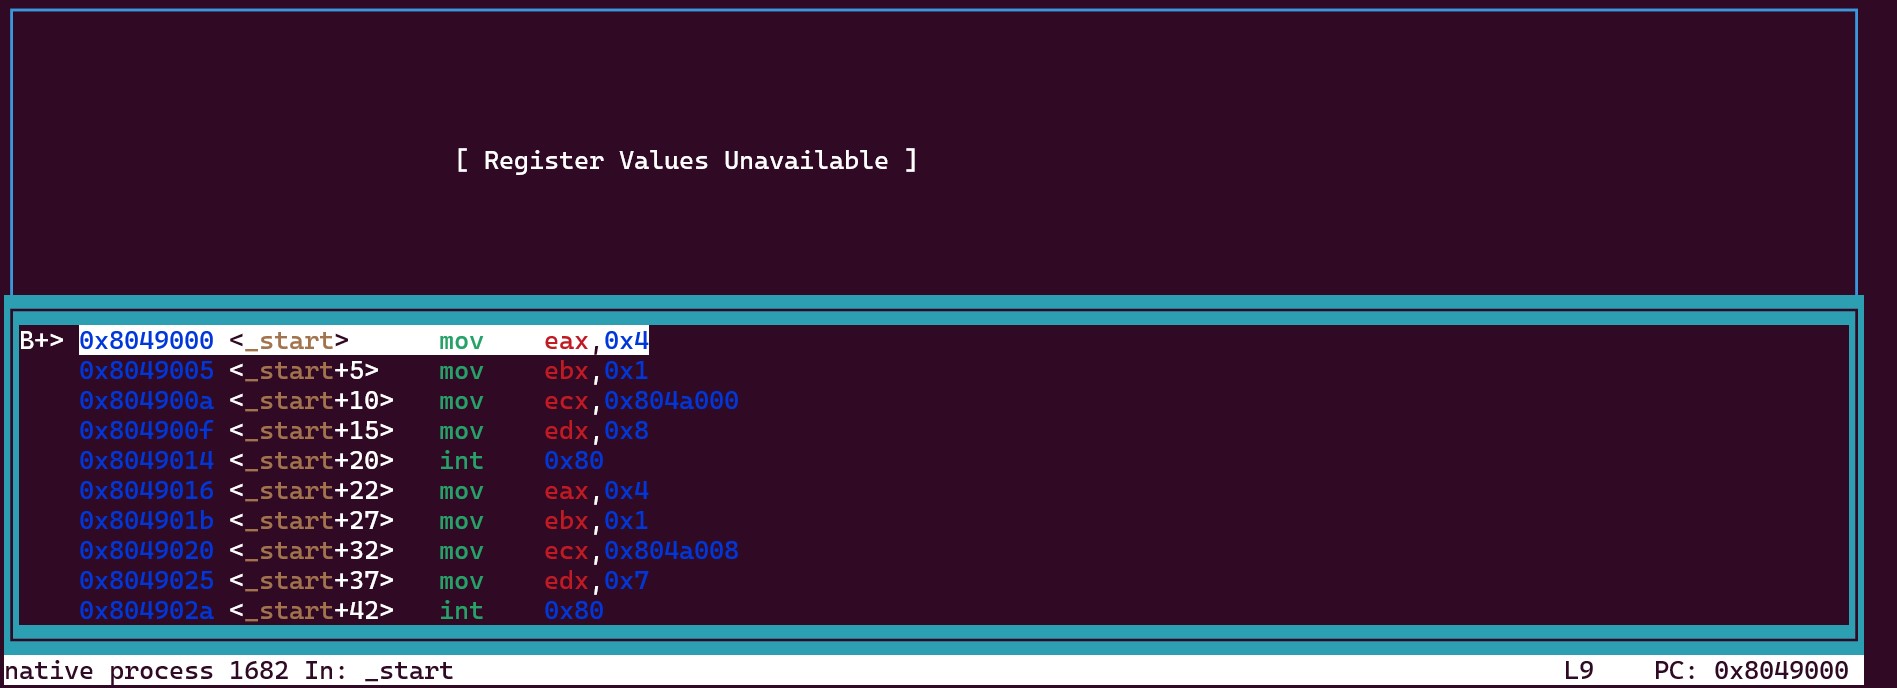 [ Register Values Unavailable ]
B+> 0x8049000 <_start> mov eax,0x4
0x8049005 <_start+5> mov ebx,0x1
0x804900a <_start+10> mov ecx,0x804a000
0x804900f <_start+15> mov edx,0x8
0x8049014 <_start+20> int 0x80
0x8049016 <_start+22> mov eax,0x4
0x804901b <_start+27> mov ebx,0x1
0x8049020 <_start+32> mov ecx,0x804a008
0x8049025 <_start+37> mov edx,0x7
0x804902a <_start+42> int 0x80
native process 1682 In: _start L9 PC: 0x8049000